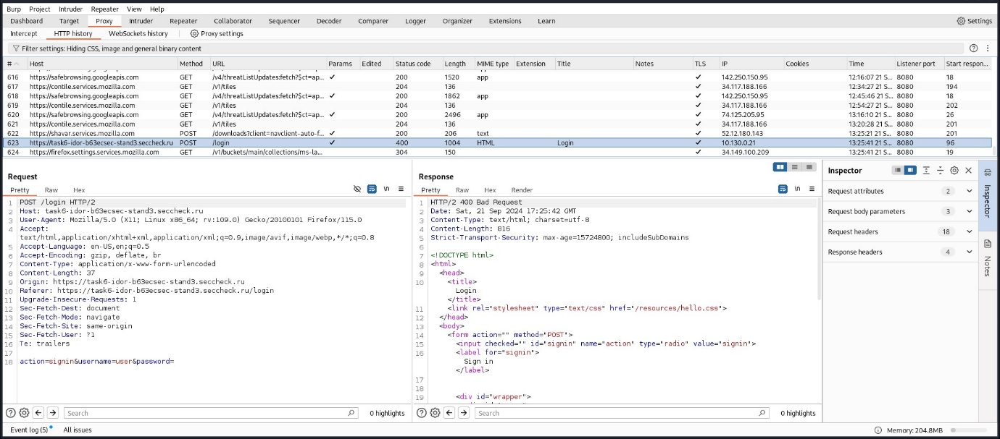 Burp Project Intruder Repeater View Help
Dashboard Target Proxy Intruder Repeater Collaborator Sequencer Decoder Comparer Logger Organizer Extensions Learn Settings
Intercept HTTP history WebSockets history Proxy settings
Filter settings: Hiding CSS, image and general binary content
# Host Method URL Params Edited Status code Length MIME type Extension Title Notes TLS IP Cookies Time Listener port Start respon...
616 https://safebrowsing.googleapis.com GET /v4/threatListUpdates:fetch?$ct=ap... ✓ 200 1520 app ✓ 142.250.150.95 12:16:07 21 S... 8080 18
617 https://contile.services.mozilla.com GET /v1/tiles 204 136 ✓ 34.117.188.166 12:34:27 21 S... 8080 194
618 https://safebrowsing.googleapis.com GET /v4/threatListUpdates:fetch?$ct=ap... ✓ 200 1862 app ✓ 142.250.150.95 12:45:46 21 S... 8080 18
619 https://contile.services.mozilla.com GET /v1/tiles 204 136 ✓ 34.117.188.166 12:54:27 21 S... 8080 202
620 https://safebrowsing.googleapis.com GET /v4/threatListUpdates:fetch?$ct=ap... ✓ 200 2496 app ✓ 74.125.205.95 13:16:10 21 S... 8080 26
621 https://contile.services.mozilla.com GET /v1/tiles 204 136 ✓ 34.117.188.166 13:20:28 21 S... 8080 201
622 https://shavar.services.mozilla.com POST /downloads?client=navclient-auto-f... ✓ 200 206 text ✓ 52.12.180.143 13:25:21 21 S... 8080 201
623 https://task6-idor-b63ecsec-stand3.seccheck.ru POST /login ✓ 400 1004 HTML Login ✓ 10.130.0.21 13:25:41 21 S... 8080 96
624 https://firefox.settings.services.mozilla.com GET /v1/buckets/main/collections/ms-la... 304 150 ✓ 34.149.100.209 13:25:41 21 S... 8080 19
Request
Pretty Raw Hex \n
1 POST /login HTTP/2
2 Host: task6-idor-b63ecsec-stand3.seccheck.ru
3 User-Agent: Mozilla/5.0 (X11; Linux x86_64; rv:109.0) Gecko/20100101 Firefox/115.0
4 Accept:
text/html,application/xhtml+xml,application/xml;q=0.9,image/avif,image/webp,*/*;q=0.8
5 Accept-Language: en-US,en;q=0.5
6 Accept-Encoding: gzip, deflate, br
7 Content-Type: application/x-www-form-urlencoded
8 Content-Length: 37
9 Origin: https://task6-idor-b63ecsec-stand3.seccheck.ru
10 Referer: https://task6-idor-b63ecsec-stand3.seccheck.ru/login
11 Upgrade-Insecure-Requests: 1
12 Sec-Fetch-Dest: document
13 Sec-Fetch-Mode: navigate
14 Sec-Fetch-Site: same-origin
15 Sec-Fetch-User: ?1
16 Te: trailers
17
18 action=signin&username=user&password=
Search 0 highlights
Response
Pretty Raw Hex Render \n
1 HTTP/2 400 Bad Request
2 Date: Sat, 21 Sep 2024 17:25:42 GMT
3 Content-Type: text/html; charset=utf-8
4 Content-Length: 816
5 Strict-Transport-Security: max-age=15724800; includeSubDomains
6
7 <!DOCTYPE html>
8 <html>
9 <head>
10 <title>
Login
</title>
11 <link rel="stylesheet" type="text/css" href="/resources/hello.css">
12 </head>
13 <body>
14 <form action="" method="POST">
15 <input checked="" id="signin" name="action" type="radio" value="signin">
16 <label for="signin">
Sign in
</label>
17
18
19 <div id="wrapper">
Search 0 highlights
Inspector
Request attributes 2
Request body parameters 3
Request headers 18
Response headers 4
Inspector
Notes
Event log (5) All issues Memory: 204.8MB